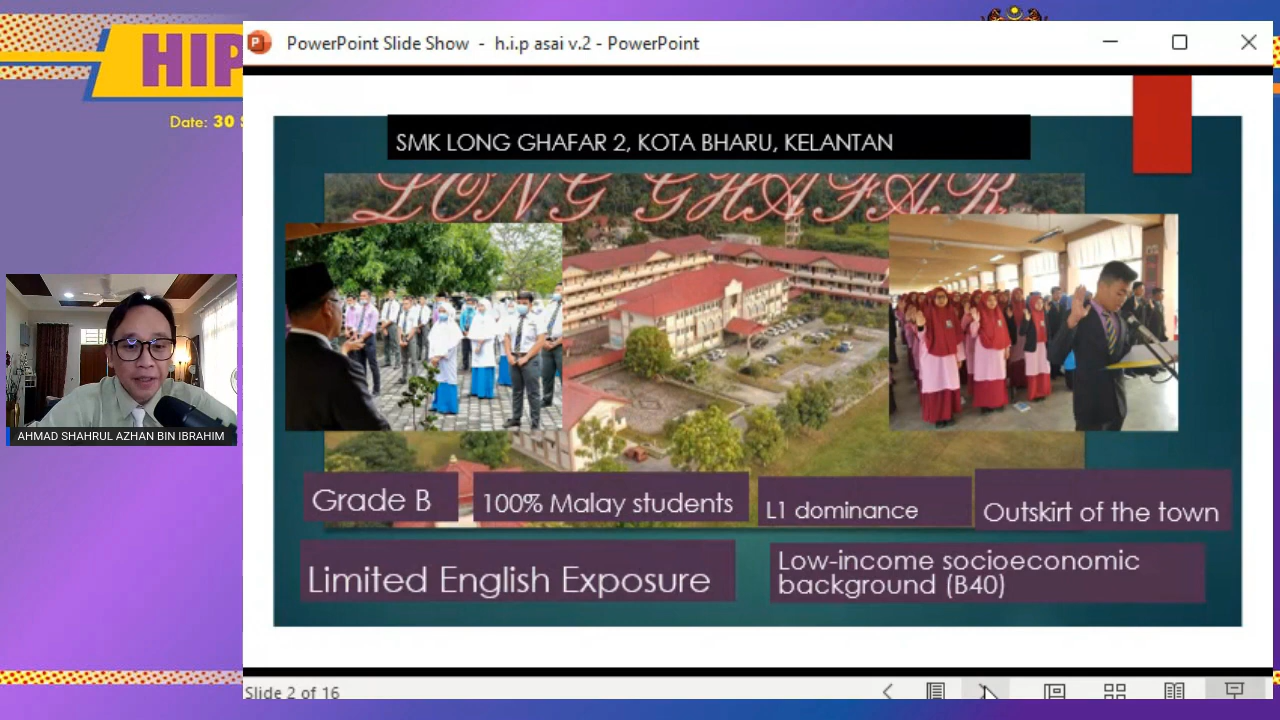 HIP
PowerPoint Slide Show - h.i.p asai v.2 - PowerPoint
Date: 30
SMK LONG GHAFAR 2, KOTA BHARU, KELANTAN
LONG GHAFAR
AHMAD SHAHRUL AZHAN BIN IBRAHIM
Grade B
100% Malay students
L1 dominance
Outskirt of the town
Limited English Exposure
Low-income socioeconomic
background (B40)
Slide 2 of 16